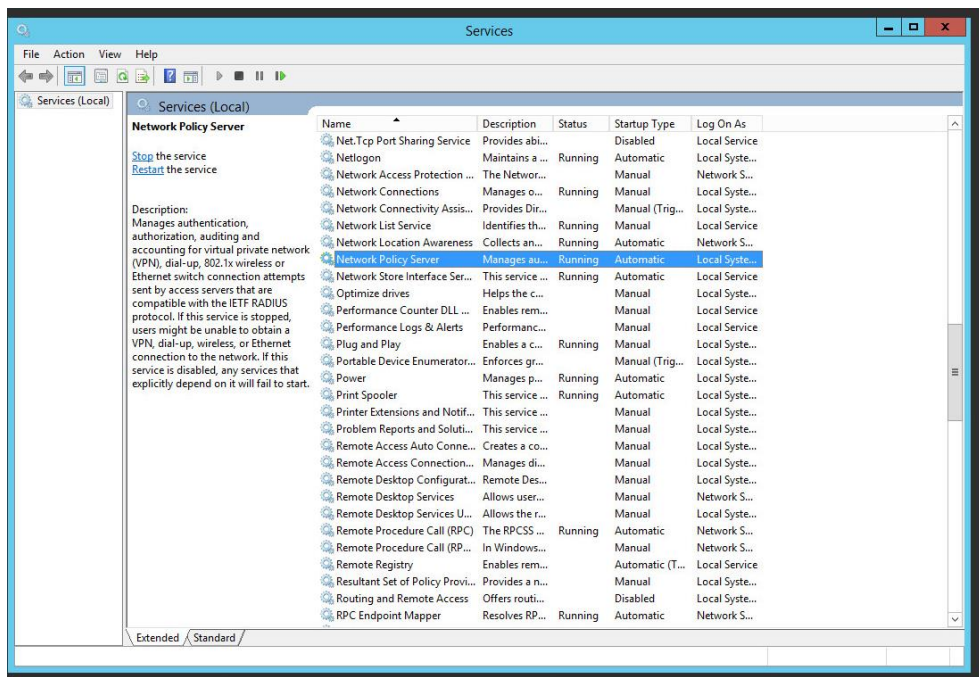 Services
File Action View Help
Services (Local)
Services (Local)
Network Policy Server
Stop the service
Restart the service
Description:
Manages authentication,
authorization, auditing and
accounting for virtual private network
(VPN), dial-up, 802.1x wireless or
Ethernet switch connection attempts
sent by access servers that are
compatible with the IETF RADIUS
protocol. If this service is stopped,
users might be unable to obtain a
VPN, dial-up, wireless, or Ethernet
connection to the network. If this
service is disabled, any services that
explicitly depend on it will fail to start.
Name Description Status Startup Type Log On As
Net.Tcp Port Sharing Service Provides abi... Disabled Local Service
Netlogon Maintains a ... Running Automatic Local Syste...
Network Access Protection ... The Networ... Manual Network S...
Network Connections Manages o... Running Manual Local Syste...
Network Connectivity Assis... Provides Dir... Manual (Trig... Local Syste...
Network List Service Identifies th... Running Manual Local Service
Network Location Awareness Collects an... Running Automatic Network S...
Network Policy Server Manages au... Running Automatic Local Syste...
Network Store Interface Ser... This service ... Running Automatic Local Service
Optimize drives Helps the c... Manual Local Syste...
Performance Counter DLL ... Enables rem... Manual Local Service
Performance Logs & Alerts Performanc... Manual Local Service
Plug and Play Enables a c... Running Manual Local Syste...
Portable Device Enumerator... Enforces gr... Manual (Trig... Local Syste...
Power Manages p... Running Automatic Local Syste...
Print Spooler This service ... Running Automatic Local Syste...
Printer Extensions and Notif... This service ... Manual Local Syste...
Problem Reports and Soluti... This service ... Manual Local Syste...
Remote Access Auto Conne... Creates a co... Manual Local Syste...
Remote Access Connection... Manages di... Manual Local Syste...
Remote Desktop Configurat... Remote Des... Manual Local Syste...
Remote Desktop Services Allows user... Manual Network S...
Remote Desktop Services U... Allows the r... Manual Local Syste...
Remote Procedure Call (RPC) The RPCSS ... Running Automatic Network S...
Remote Procedure Call (RP... In Windows... Manual Network S...
Remote Registry Enables rem... Automatic (T... Local Service
Resultant Set of Policy Provi... Provides a n... Manual Local Syste...
Routing and Remote Access Offers routi... Disabled Local Syste...
RPC Endpoint Mapper Resolves RP... Running Automatic Network S...
Extended Standard